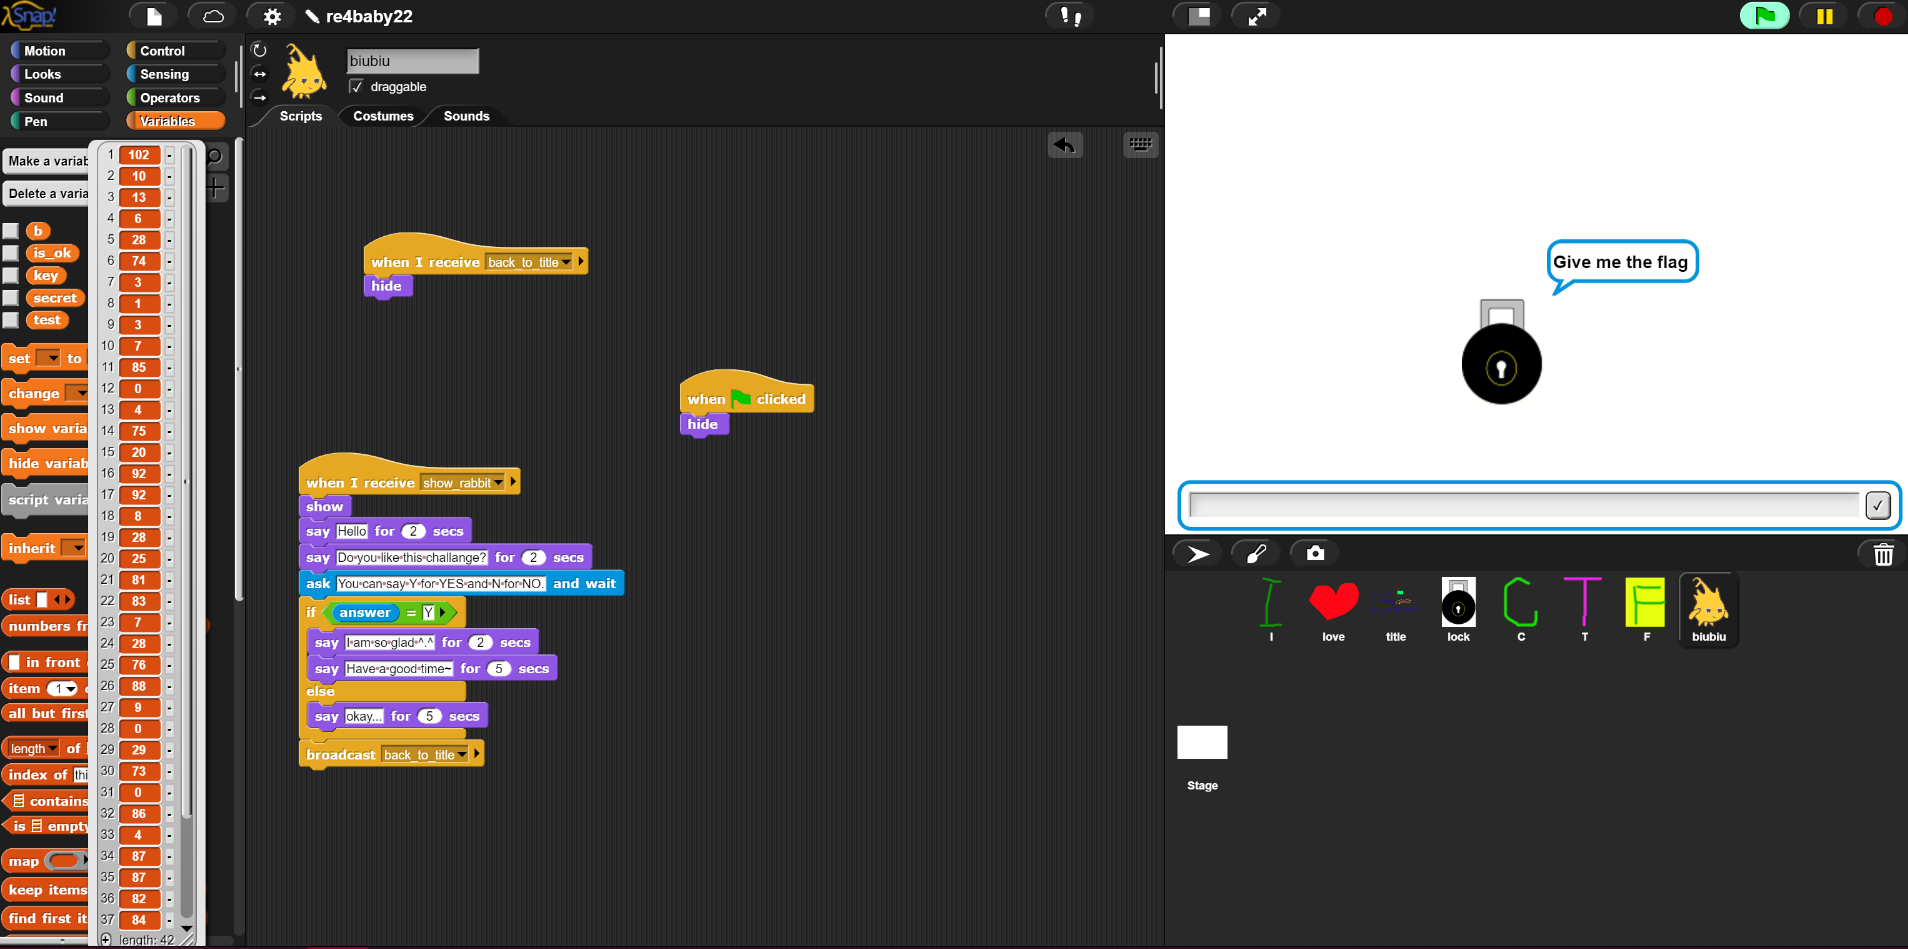 Snap!
re4baby22
Motion
Control
Looks
Sensing
Sound
Operators
Pen
Variables
biubiu
draggable
Scripts
Costumes
Sounds
Make a variab
Delete a varia
b
is_ok
key
secret
test
set to
change
show varia
hide variab
script varia
inherit
list
numbers fr
in front
item 1
all but first
length of
index of thi
contains
is empty
map
keep items
find first it
1 102 -
2 10 -
3 13 -
4 6 -
5 28 -
6 74 -
7 3 -
8 1 -
9 3 -
10 7 -
11 85 -
12 0 -
13 4 -
14 75 -
15 20 -
16 92 -
17 92 -
18 8 -
19 28 -
20 25 -
21 81 -
22 83 -
23 7 -
24 28 -
25 76 -
26 88 -
27 9 -
28 0 -
29 29 -
30 73 -
31 0 -
32 86 -
33 4 -
34 87 -
35 87 -
36 82 -
37 84 -
length: 42
when I receive back_to_title
hide
when clicked
hide
when I receive show_rabbit
show
say Hello for 2 secs
say Do·you·like·this·challange? for 2 secs
ask You·can·say·Y·for·YES·and·N·for·NO. and wait
if answer = Y
say I·am·so·glad·^.^ for 2 secs
say Have·a·good·time~ for 5 secs
else
say okay... for 5 secs
broadcast back_to_title
Give me the flag
I
love
title
lock
C
T
F
biubiu
Stage